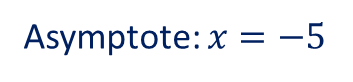 Asymptote: x = −5